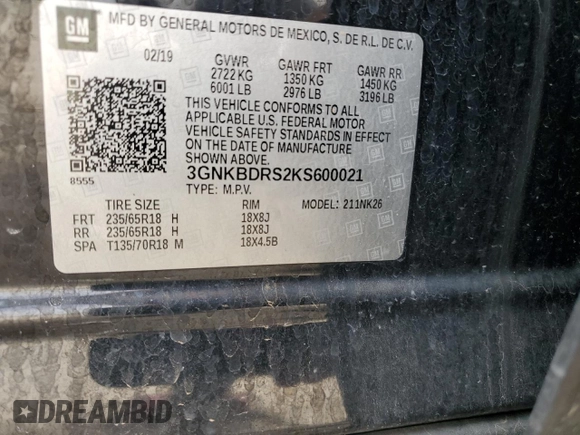 GM
MFD BY GENERAL MOTORS DE MEXICO, S. DE R.L. DE C.V.
02/19 GVWR GAWR FRT GAWR RR
2722 KG 1350 KG 1450 KG
6001 LB 2976 LB 3196 LB
THIS VEHICLE CONFORMS TO ALL
APPLICABLE U.S. FEDERAL MOTOR
VEHICLE SAFETY STANDARDS IN EFFECT
ON THE DATE OF MANUFACTURE
SHOWN ABOVE.
8555
3GNKBDRS2KS600021
TYPE: M.P.V.
TIRE SIZE RIM MODEL: 211NK26
FRT 235/65R18 H 18X8J
RR 235/65R18 H 18X8J
SPA T135/70R18 M 18X4.5B
DREAMBID